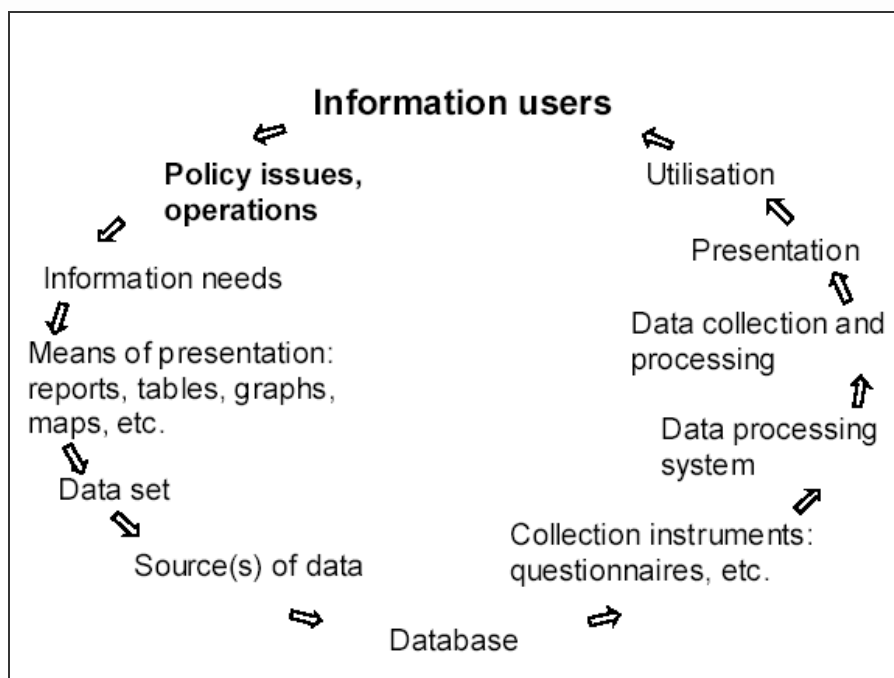 Information users
Policy issues,
operations
Information needs
Means of presentation:
reports, tables, graphs,
maps, etc.
Data set
Source(s) of data
Database
Collection instruments:
questionnaires, etc.
Data processing
system
Data collection and
processing
Presentation
Utilisation